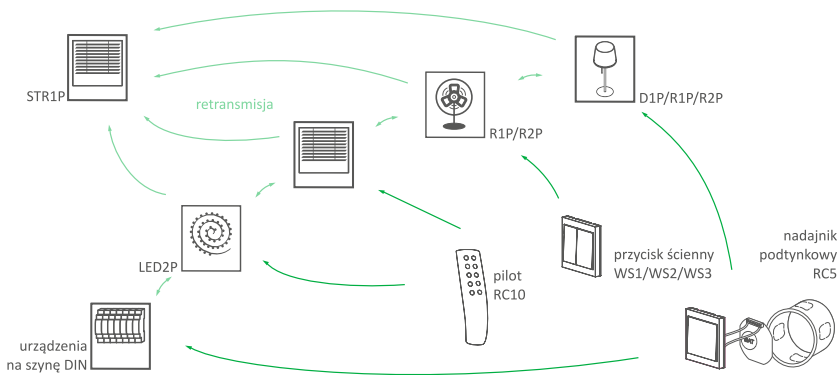 STR1P
retransmisja
R1P/R2P
D1P/R1P/R2P
LED2P
pilot
RC10
przycisk ścienny
WS1/WS2/WS3
nadajnik
podtynkowy
RC5
urządzenia
na szynę DIN
BAT